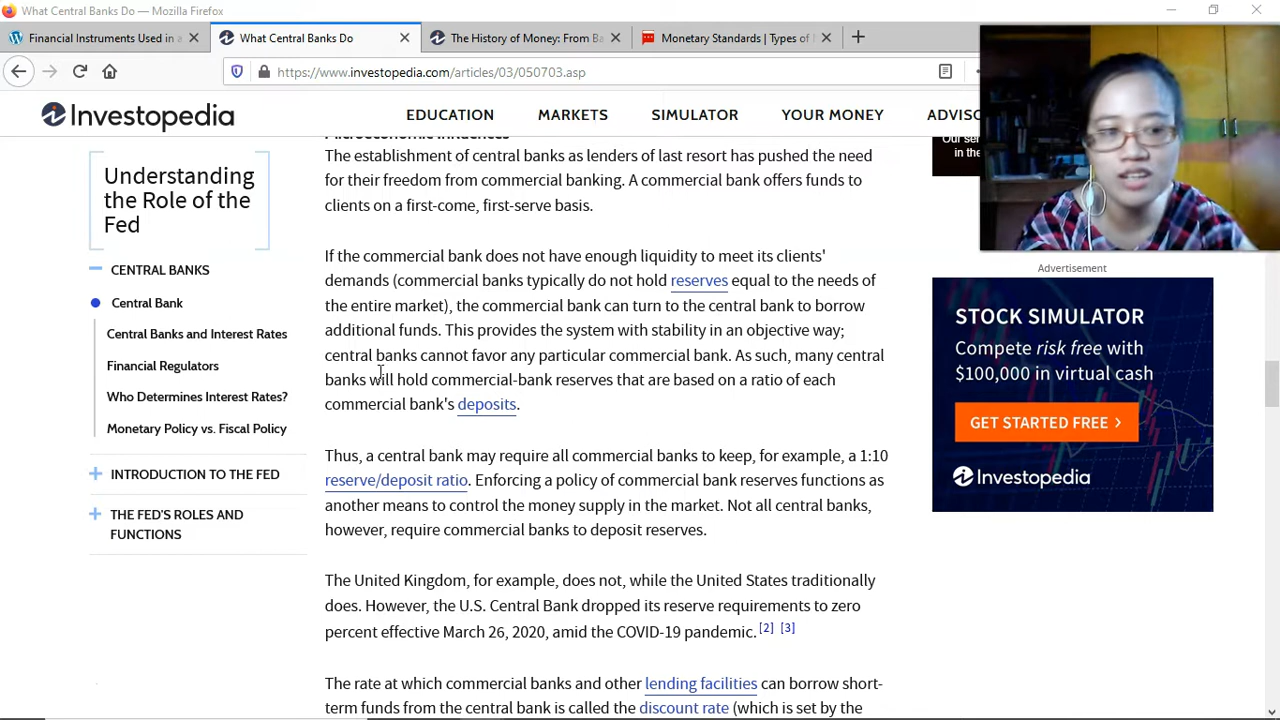 What Central Banks Do — Mozilla Firefox
Financial Instruments Used in a
What Central Banks Do
The History of Money: From Ba
Monetary Standards | Types of
https://www.investopedia.com/articles/03/050703.asp
Investopedia
EDUCATION
MARKETS
SIMULATOR
YOUR MONEY
Understanding
the Role of the
Fed
CENTRAL BANKS
Central Bank
Central Banks and Interest Rates
Financial Regulators
Who Determines Interest Rates?
Monetary Policy vs. Fiscal Policy
INTRODUCTION TO THE FED
THE FED'S ROLES AND
FUNCTIONS
The establishment of central banks as lenders of last resort has pushed the need
for their freedom from commercial banking. A commercial bank offers funds to
clients on a first-come, first-serve basis.
If the commercial bank does not have enough liquidity to meet its clients'
demands (commercial banks typically do not hold reserves equal to the needs of
the entire market), the commercial bank can turn to the central bank to borrow
additional funds. This provides the system with stability in an objective way;
central banks cannot favor any particular commercial bank. As such, many central
banks will hold commercial-bank reserves that are based on a ratio of each
commercial bank's deposits.
Thus, a central bank may require all commercial banks to keep, for example, a 1:10
reserve/deposit ratio. Enforcing a policy of commercial bank reserves functions as
another means to control the money supply in the market. Not all central banks,
however, require commercial banks to deposit reserves.
The United Kingdom, for example, does not, while the United States traditionally
does. However, the U.S. Central Bank dropped its reserve requirements to zero
percent effective March 26, 2020, amid the COVID-19 pandemic. [2] [3]
The rate at which commercial banks and other lending facilities can borrow short-
term funds from the central bank is called the discount rate (which is set by the
in the
Advertisement
STOCK SIMULATOR
Compete risk free with
$100,000 in virtual cash
GET STARTED FREE >
Investopedia